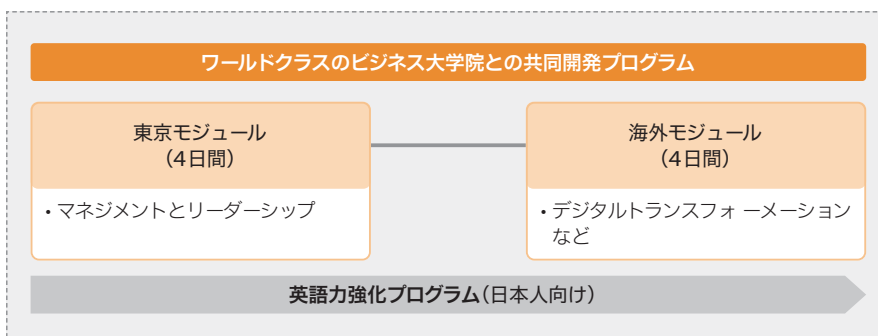 ワールドクラスのビジネス大学院との共同開発プログラム
東京モジュール
(4日間)
・マネジメントとリーダーシップ
海外モジュール
(4日間)
・デジタルトランスフォーメーション
など
英語力強化プログラム(日本人向け)